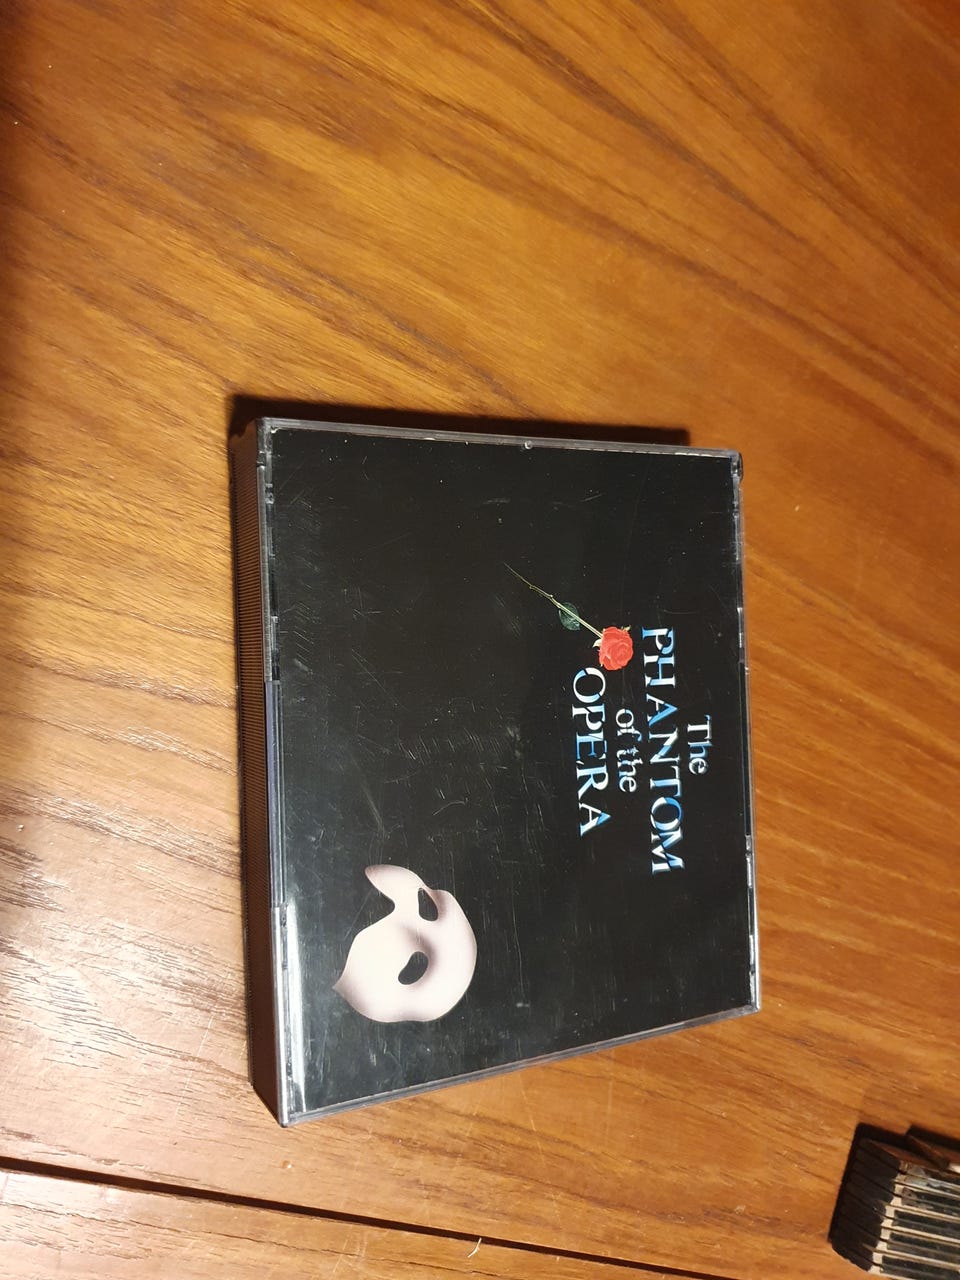 The
PHANTOM
of the
OPERA